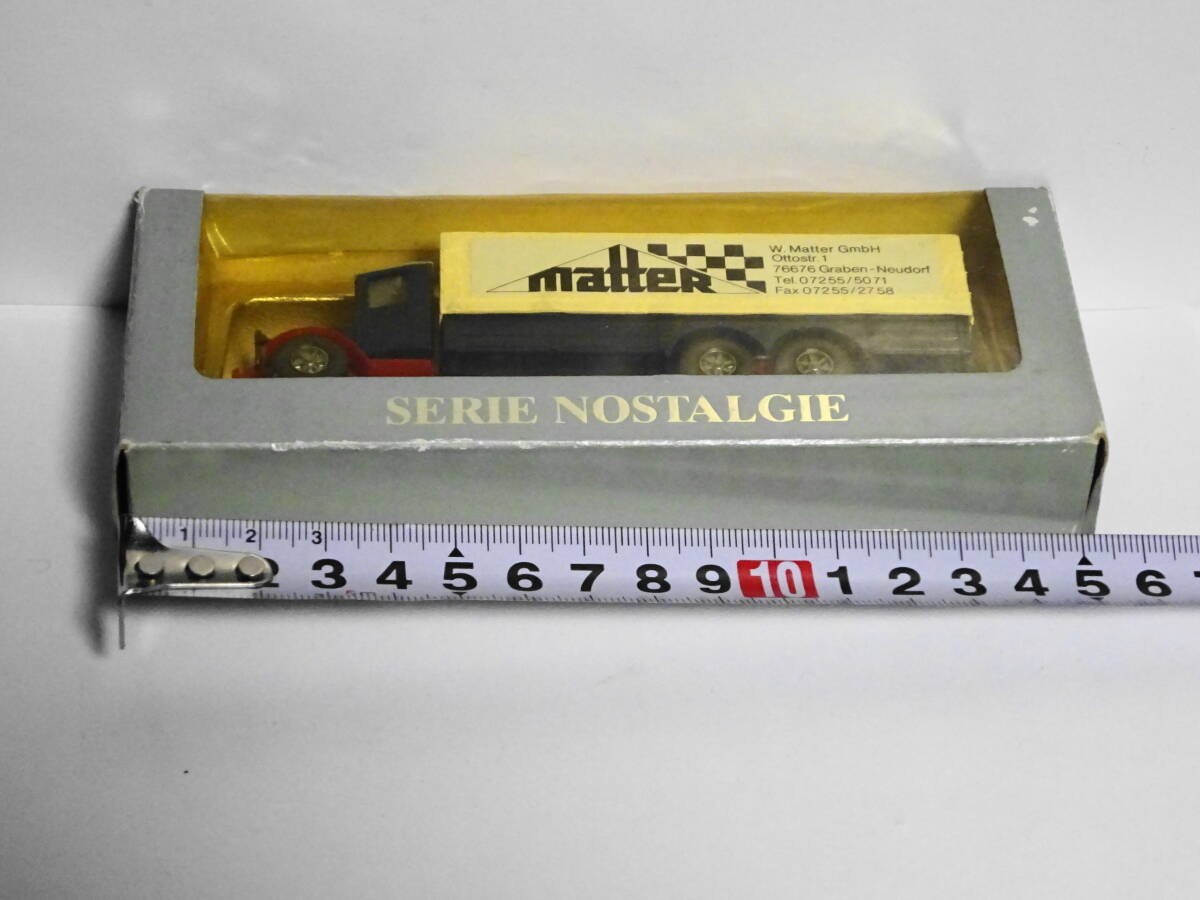 matter
W. Matter GmbH
Ottostr. 1
76676 Graben-Neudorf
Tel. 07255/5071
Fax 07255/2758
SERIE NOSTALGIE
1 2 3
2 3 4 5 6 7 8 9 10 1 2 3 4 5 6